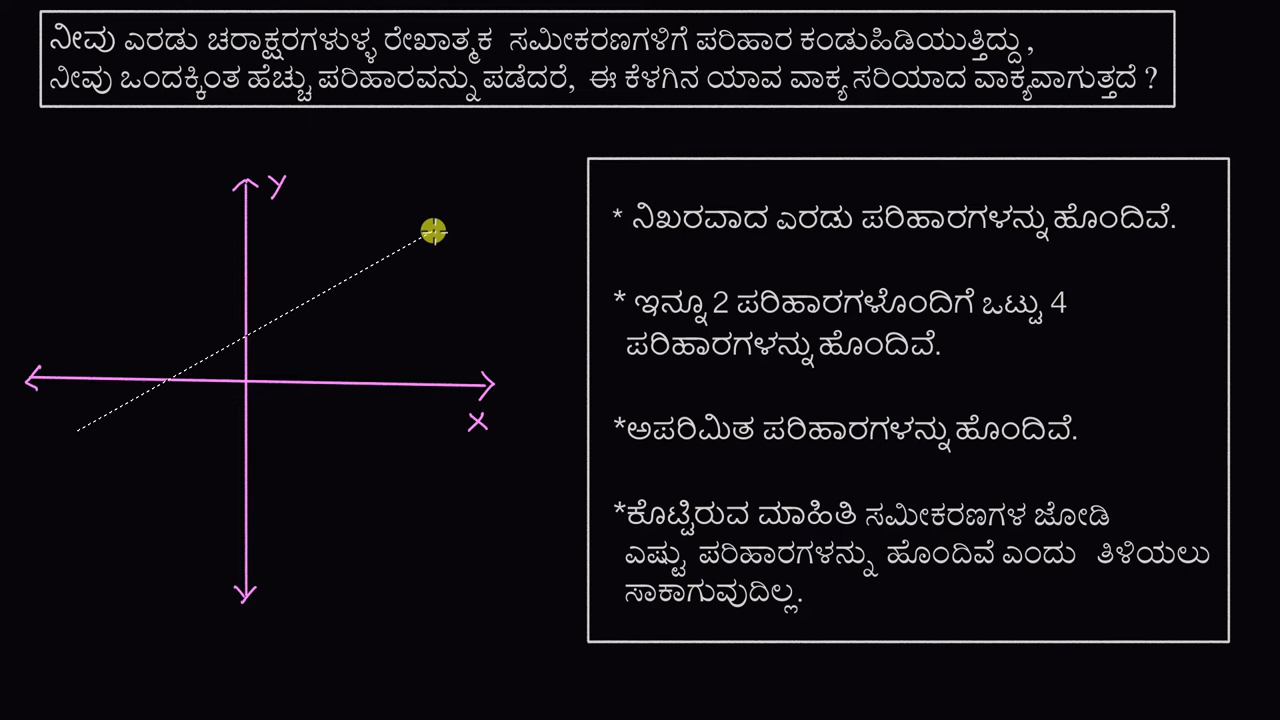 ನೀವು ಎರಡು ಚರಾಕ್ಷರಗಳುಳ್ಳ ರೇಖಾತ್ಮಕ ಸಮೀಕರಣಗಳಿಗೆ ಪರಿಹಾರ ಕಂಡುಹಿಡಿಯುತ್ತಿದ್ದು ,
ನೀವು ಒಂದಕ್ಕಿಂತ ಹೆಚ್ಚು ಪರಿಹಾರವನ್ನು ಪಡೆದರೆ, ಈ ಕೆಳಗಿನ ಯಾವ ವಾಕ್ಯ ಸರಿಯಾದ ವಾಕ್ಯವಾಗುತ್ತದೆ ?
y
x
* ನಿಖರವಾದ ಎರಡು ಪರಿಹಾರಗಳನ್ನು ಹೊಂದಿವೆ.
* ಇನ್ನೂ 2 ಪರಿಹಾರಗಳೊಂದಿಗೆ ಒಟ್ಟು 4
ಪರಿಹಾರಗಳನ್ನು ಹೊಂದಿವೆ.
*ಅಪರಿಮಿತ ಪರಿಹಾರಗಳನ್ನು ಹೊಂದಿವೆ.
*ಕೊಟ್ಟಿರುವ ಮಾಹಿತಿ ಸಮೀಕರಣಗಳ ಜೋಡಿ
ಎಷ್ಟು ಪರಿಹಾರಗಳನ್ನು ಹೊಂದಿವೆ ಎಂದು ತಿಳಿಯಲು
ಸಾಕಾಗುವುದಿಲ್ಲ.